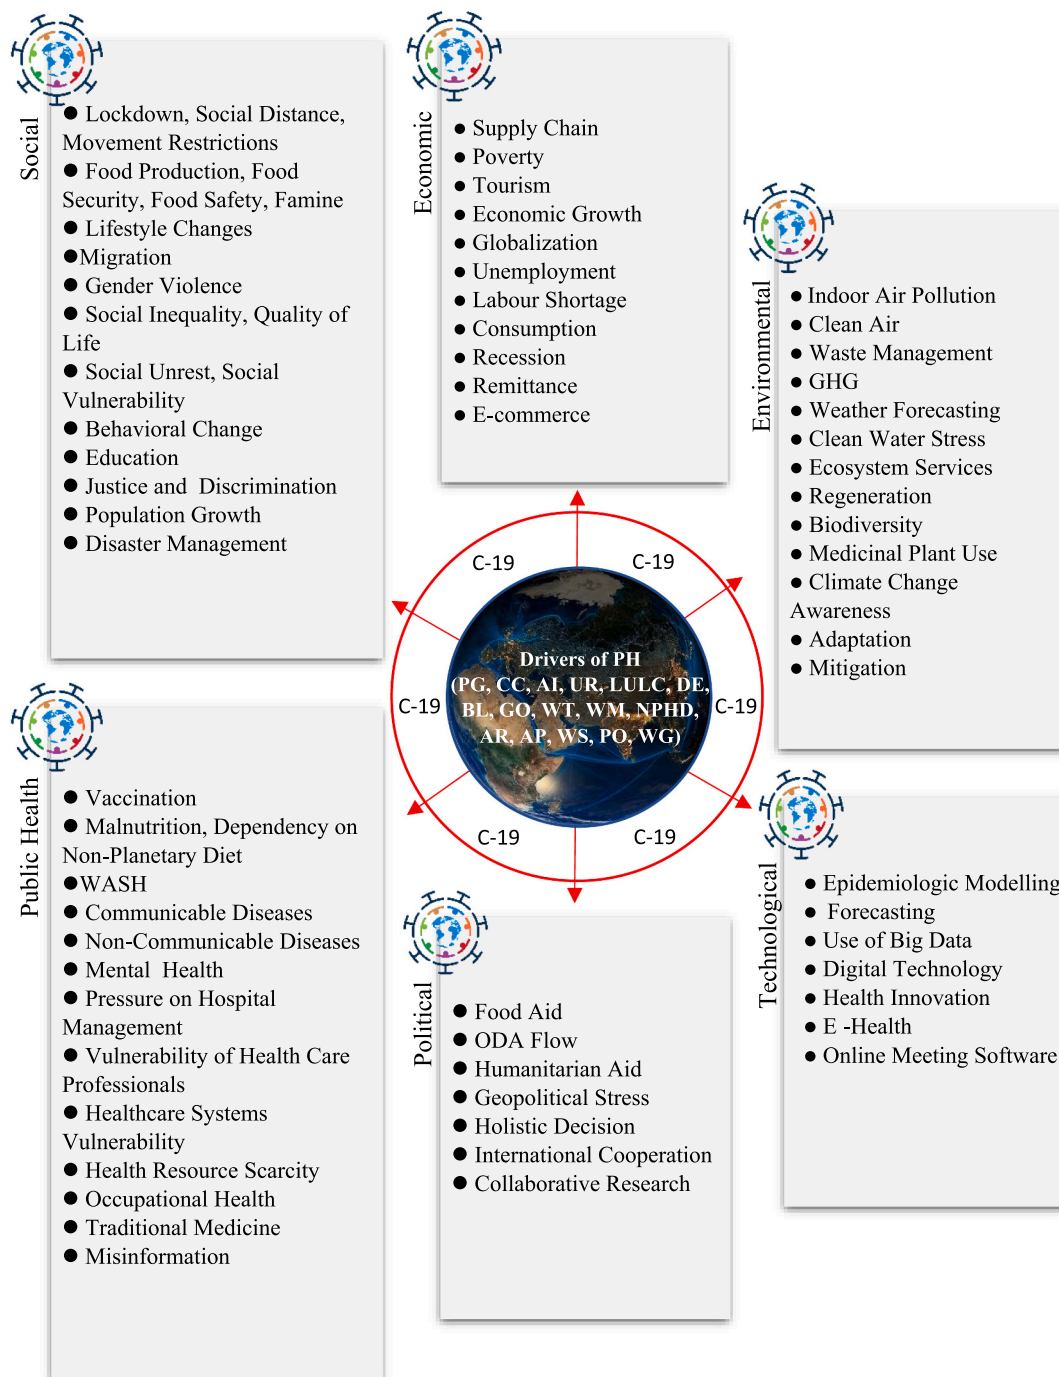 Social
● Lockdown, Social Distance,
Movement Restrictions
● Food Production, Food
Security, Food Safety, Famine
● Lifestyle Changes
●Migration
● Gender Violence
● Social Inequality, Quality of
Life
● Social Unrest, Social
Vulnerability
● Behavioral Change
● Education
● Justice and Discrimination
● Population Growth
● Disaster Management
Economic
● Supply Chain
● Poverty
● Tourism
● Economic Growth
● Globalization
● Unemployment
● Labour Shortage
● Consumption
● Recession
● Remittance
● E-commerce
Environmental
● Indoor Air Pollution
● Clean Air
● Waste Management
● GHG
● Weather Forecasting
● Clean Water Stress
● Ecosystem Services
● Regeneration
● Biodiversity
● Medicinal Plant Use
● Climate Change
Awareness
● Adaptation
● Mitigation
C-19
C-19
C-19
C-19
C-19
C-19
Drivers of PH
(PG, CC, AI, UR, LULC, DE,
BL, GO, WT, WM, NPHD,
AR, AP, WS, PO, WG)
Public Health
● Vaccination
● Malnutrition, Dependency on
Non-Planetary Diet
●WASH
● Communicable Diseases
● Non-Communicable Diseases
● Mental Health
● Pressure on Hospital
Management
● Vulnerability of Health Care
Professionals
● Healthcare Systems
Vulnerability
● Health Resource Scarcity
● Occupational Health
● Traditional Medicine
● Misinformation
Political
● Food Aid
● ODA Flow
● Humanitarian Aid
● Geopolitical Stress
● Holistic Decision
● International Cooperation
● Collaborative Research
Technological
● Epidemiologic Modelling
● Forecasting
● Use of Big Data
● Digital Technology
● Health Innovation
● E -Health
● Online Meeting Software